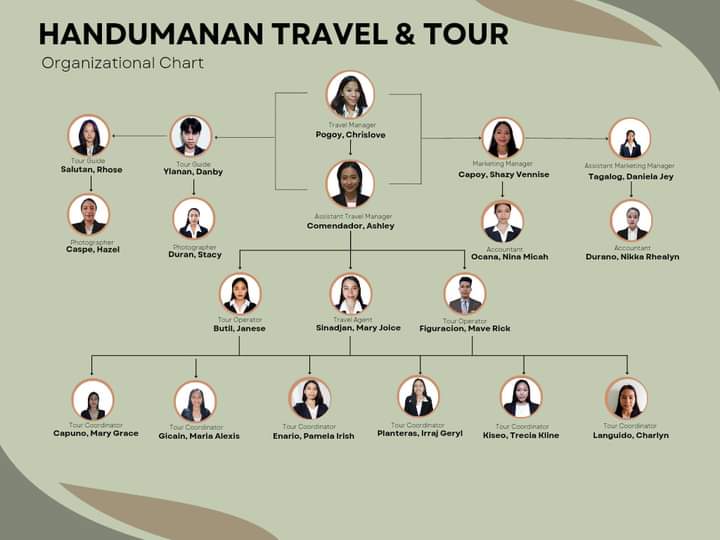 HANDUMANAN TRAVEL & TOUR
Organizational Chart
Travel Manager
Pogoy, Chrislove
Tour Guide
Salutan, Rhose
Tour Guide
Ylanan, Danby
Marketing Manager
Capoy, Shazy Vennise
Assistant Marketing Manager
Tagalog, Daniela Jey
Assistant Travel Manager
Comendador, Ashley
Photographer
Caspe, Hazel
Photographer
Duran, Stacy
Accountant
Ocana, Nina Micah
Accountant
Durano, Nikka Rhealyn
Tour Operator
Butil, Janese
Travel Agent
Sinadjan, Mary Joice
Tour Operator
Figuracion, Mave Rick
Tour Coordinator
Capuno, Mary Grace
Tour Coordinator
Gicain, Maria Alexis
Tour Coordinator
Enario, Pamela Irish
Tour Coordinator
Planteras, Irraj Geryl
Tour Coordinator
Kiseo, Trecia Kline
Tour Coordinator
Languido, Charlyn